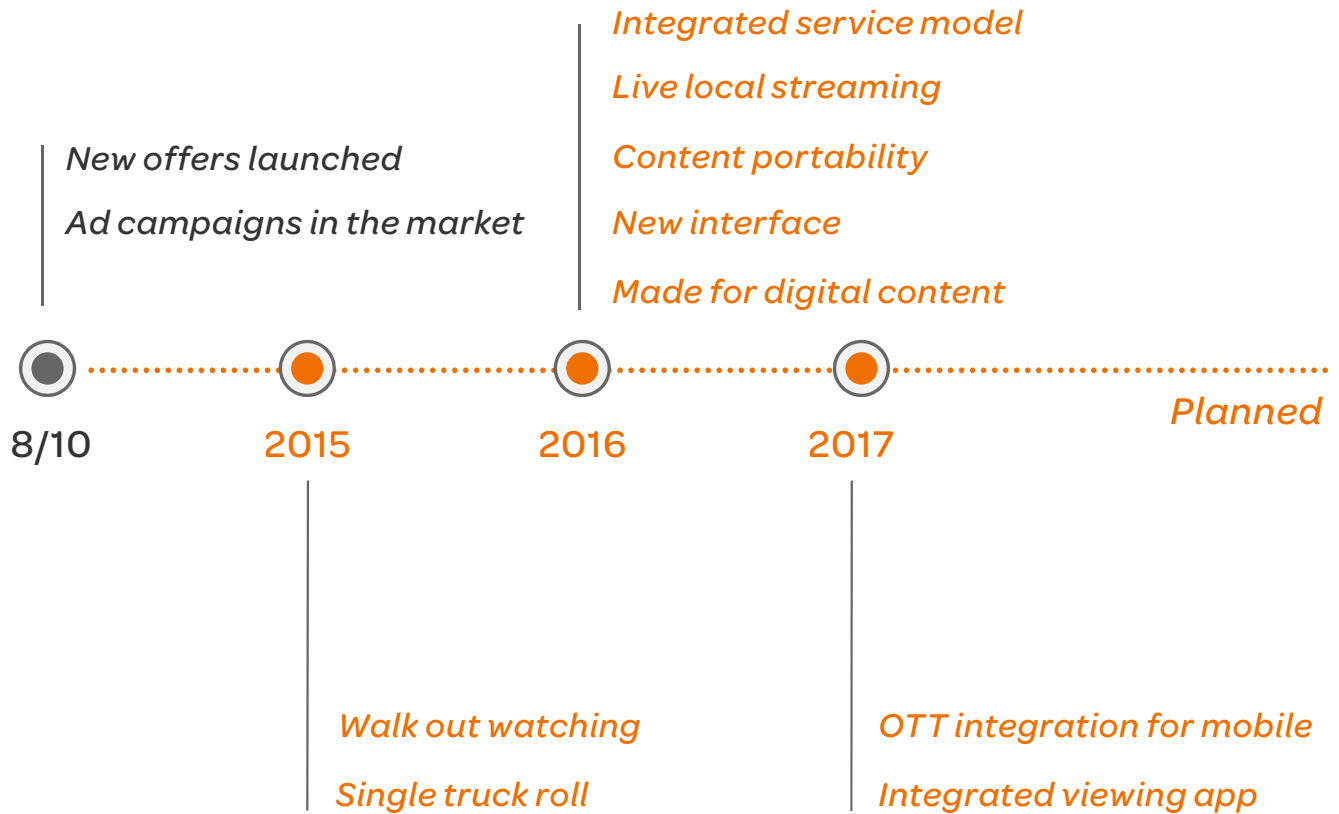 Integrated service model
Live local streaming
New offers launched
Content portability
Ad campaigns in the market
New interface
Made for digital content
Planned
8/10
2015
2016
2017
Walk out watching
OTT integration for mobile
Single truck roll
Integrated viewing app